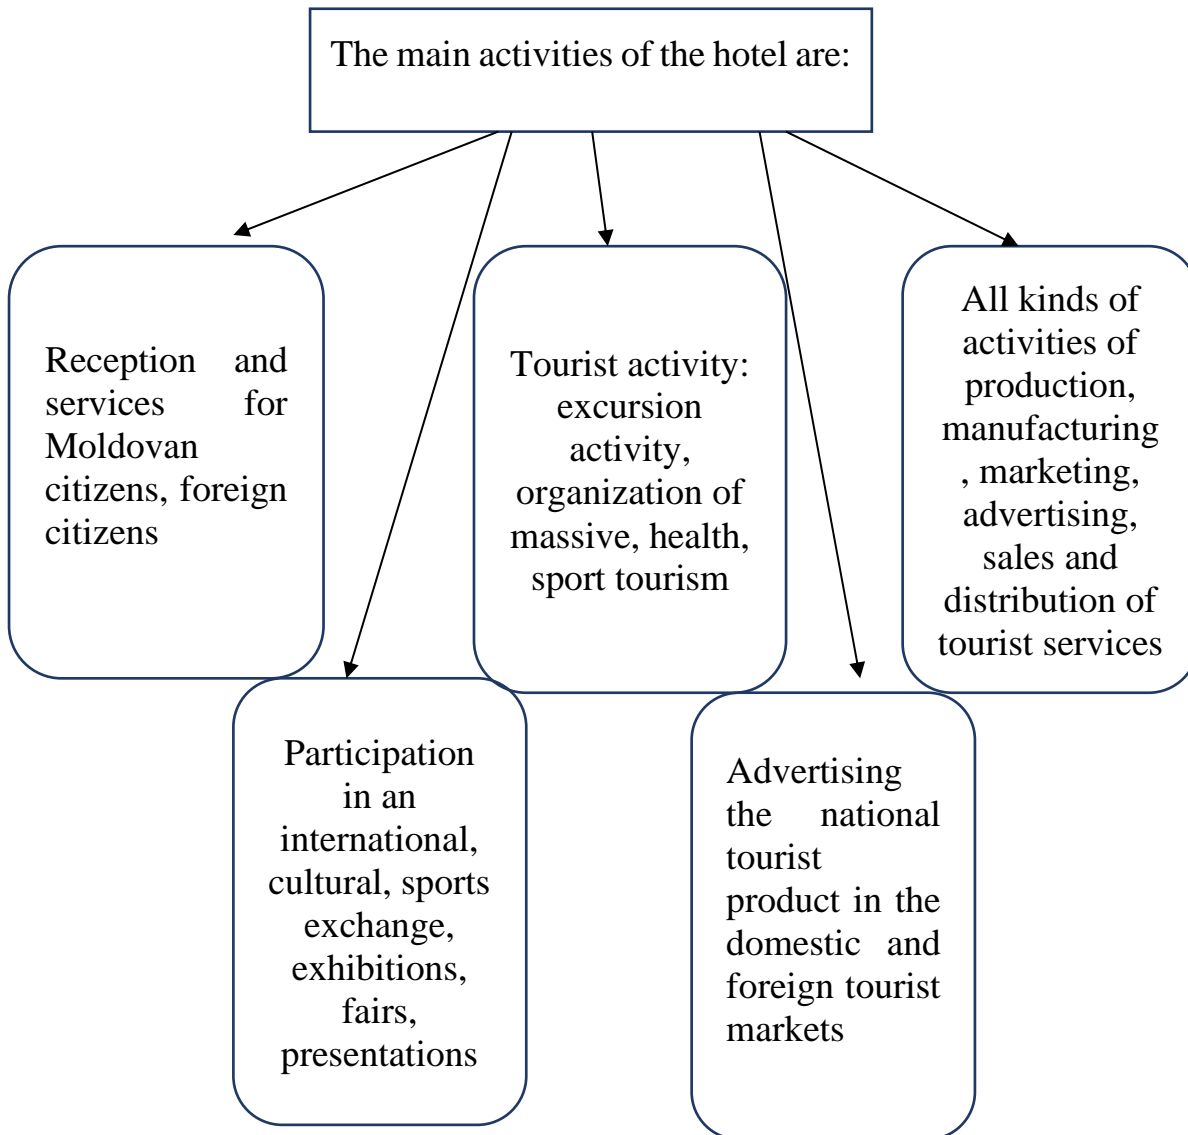 The main activities of the hotel are:
Reception and
services for
Moldovan
citizens, foreign
citizens
Tourist activity:
excursion
activity,
organization of
massive, health,
sport tourism
All kinds of
activities of
production,
manufacturing
, marketing,
advertising,
sales and
distribution of
tourist services
Participation
in an
international,
cultural, sports
exchange,
exhibitions,
fairs,
presentations
Advertising
the national
tourist
product in the
domestic and
foreign tourist
markets